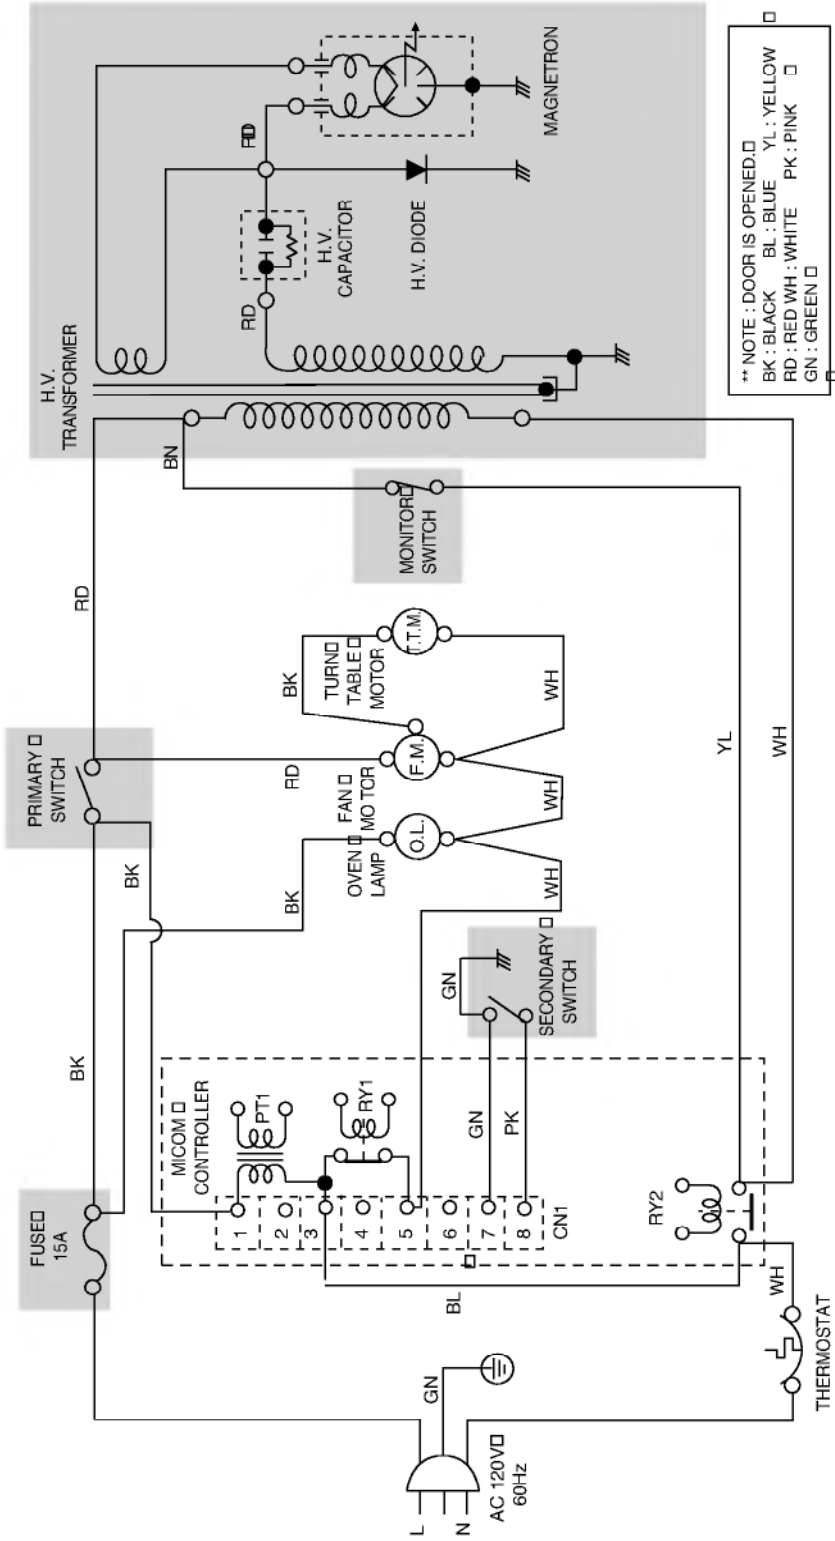 H.V.
TRANSFORMER
RD
H.V.
CAPACITOR
H.V. DIODE
RD
MAGNETRON
BN
RD
MONITOR□
SWITCH
PRIMARY □
SWITCH
BK
TURN□
TABLE □
MOTOR
T.T.M.
WH
RD
FAN □
MO TOR
F.M.
WH
BK
OVEN □
LAMP
O.L.
WH
BK
BK
YL
WH
GN
SECONDARY □
SWITCH
FUSE□
15A
MICOM □
CONTROLLER
PT1
RY1
GN
PK
1
2
3
4
5
6
7
8
CN1
RY2
BL
WH
THERMOSTAT
GN
L
N
AC 120V□
60Hz
** NOTE : DOOR IS OPENED.□
BK : BLACK BL : BLUE YL : YELLOW □
RD : RED WH : WHITE PK : PINK □
GN : GREEN □